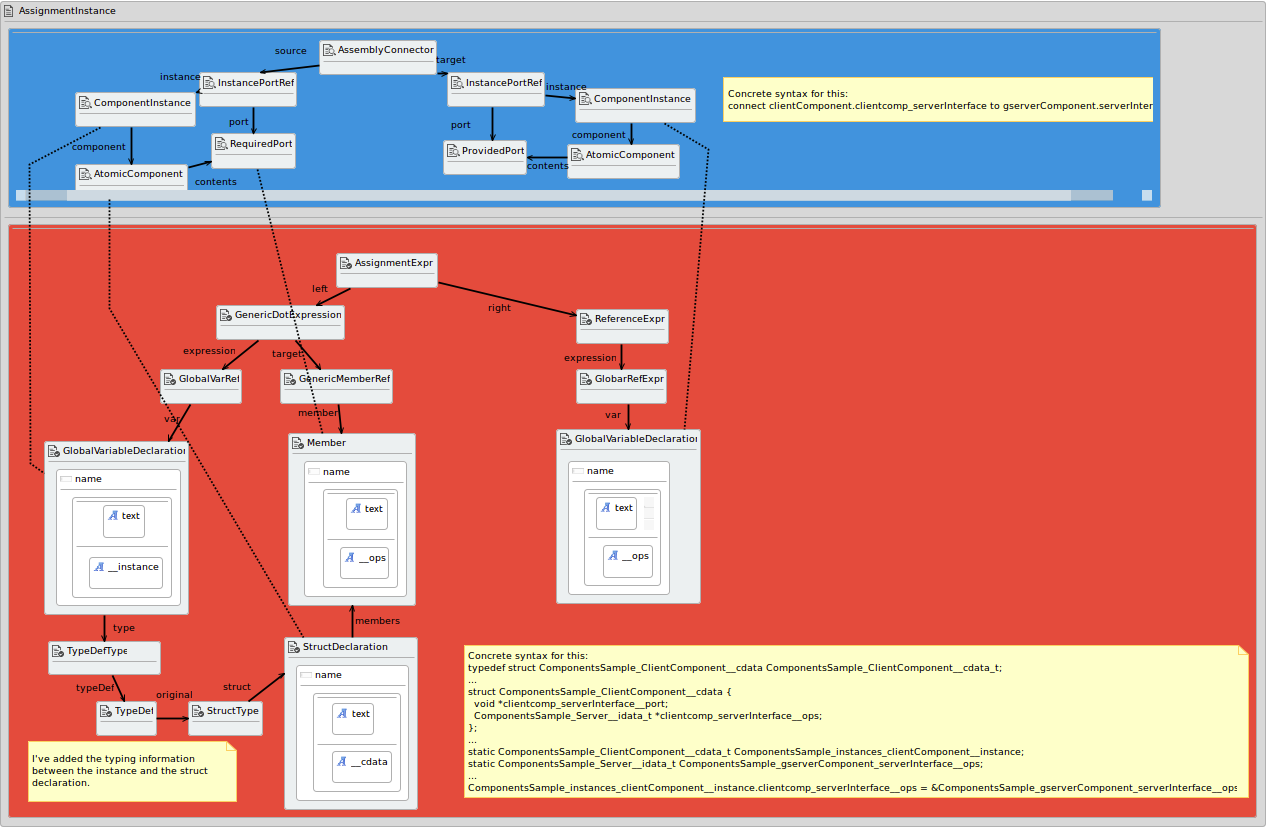 AssignmentInstance
AssemblyConnector
source
target
InstancePortRef
InstancePortRef
instance
instance
ComponentInstance
ComponentInstance
Concrete syntax for this:
connect clientComponent.clientcomp_serverInterface to gserverComponent.serverInter
port
port
component
component
RequiredPort
ProvidedPort
AtomicComponent
AtomicComponent
contents
contents
AssignmentExpr
left
right
GenericDotExpression
ReferenceExpr
expression
target
expression
GlobalVarRef
GenericMemberRef
GlobarRefExpr
var
member
var
GlobalVariableDeclaration
Member
GlobalVariableDeclaration
name
name
name
text
text
text
__instance
__ops
__ops
type
members
TypeDefType
StructDeclaration
typeDef
original
struct
TypeDef
StructType
name
text
__cdata
I've added the typing information
between the instance and the struct
declaration.
Concrete syntax for this:
typedef struct ComponentsSample_ClientComponent__cdata ComponentsSample_ClientComponent__cdata_t;
...
struct ComponentsSample_ClientComponent__cdata {
void *clientcomp_serverInterface__port;
ComponentsSample_Server__idata_t *clientcomp_serverInterface__ops;
};
...
static ComponentsSample_ClientComponent__cdata_t ComponentsSample_instances_clientComponent__instance;
static ComponentsSample_Server__idata_t ComponentsSample_gserverComponent_serverInterface__ops;
...
ComponentsSample_instances_clientComponent__instance.clientcomp_serverInterface__ops = &ComponentsSample_gserverComponent_serverInterface__ops